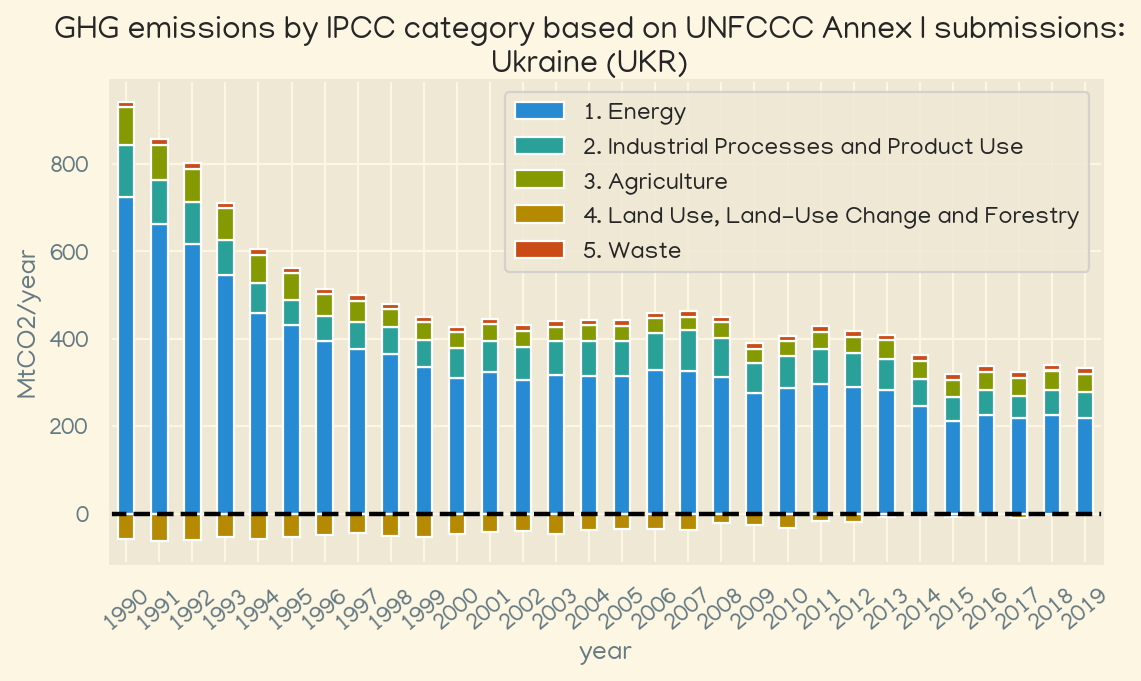 GHG emissions by IPCC category based on UNFCCC Annex I submissions:
Ukraine (UKR)
1. Energy
2. Industrial Processes and Product Use
3. Agriculture
4. Land Use, Land-Use Change and Forestry
5. Waste
MtCO2/year
800
600
400
200
0
1990 1991 1992 1993 1994 1995 1996 1997 1998 1999 2000 2001 2002 2003 2004 2005 2006 2007 2008 2009 2010 2011 2012 2013 2014 2015 2016 2017 2018 2019
year